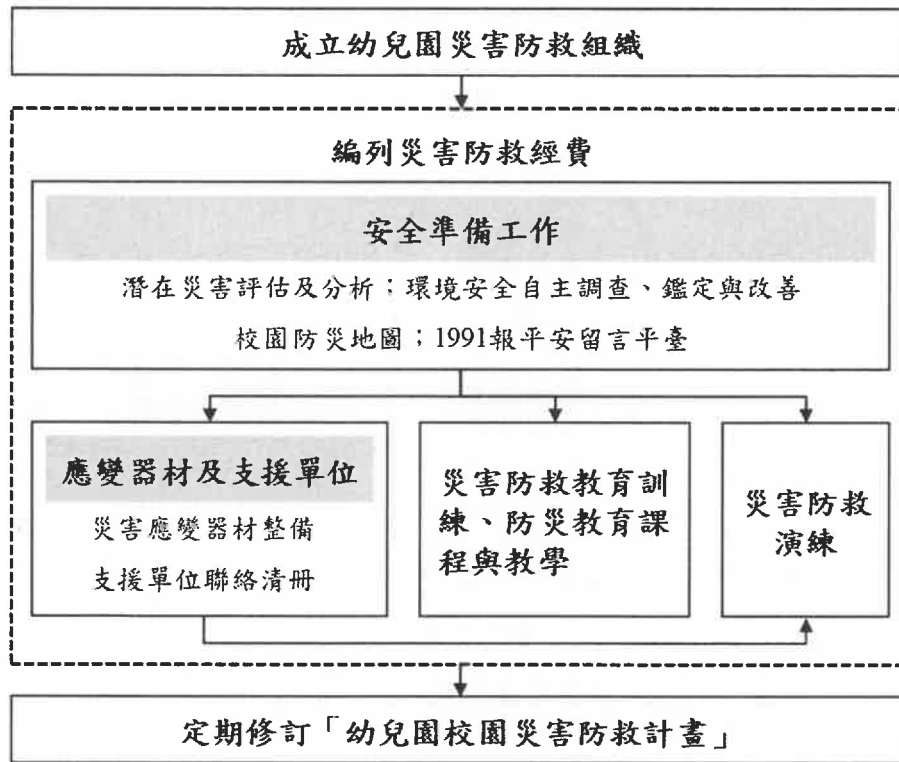 成立幼兒園災害防救組織
編列災害防救經費
安全準備工作
潛在災害評估及分析；環境安全自主調查、鑑定與改善
校園防災地圖；1991報平安留言平臺
應變器材及支援單位
災害應變器材整備
支援單位聯絡清冊
災害防救教育訓
練、防災教育課
程與教學
災害防救
演練
定期修訂「幼兒園校園災害防救計畫」